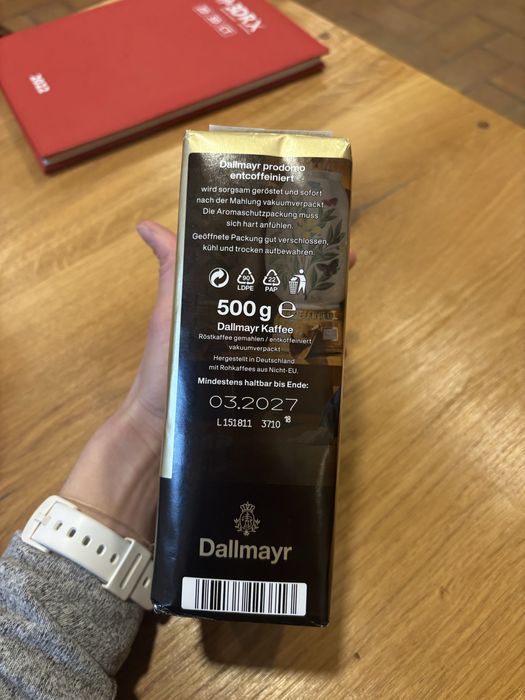 2022
Dallmayr prodomo
entcoffeiniert
wird sorgsam geröstet und sofort
nach der Mahlung vakuumverpackt.
Die Aromaschutzpackung muss
sich hart anfühlen.
Geöffnete Packung gut verschlossen,
kühl und trocken aufbewahren.
90 22
LDPE PAP
500 g ℮
Dallmayr Kaffee
Röstkaffee gemahlen / entkoffeiniert
vakuumverpackt
Hergestellt in Deutschland
mit Rohkaffees aus Nicht-EU.
Mindestens haltbar bis Ende:
03.2027
L151811 3710 18
Dallmayr